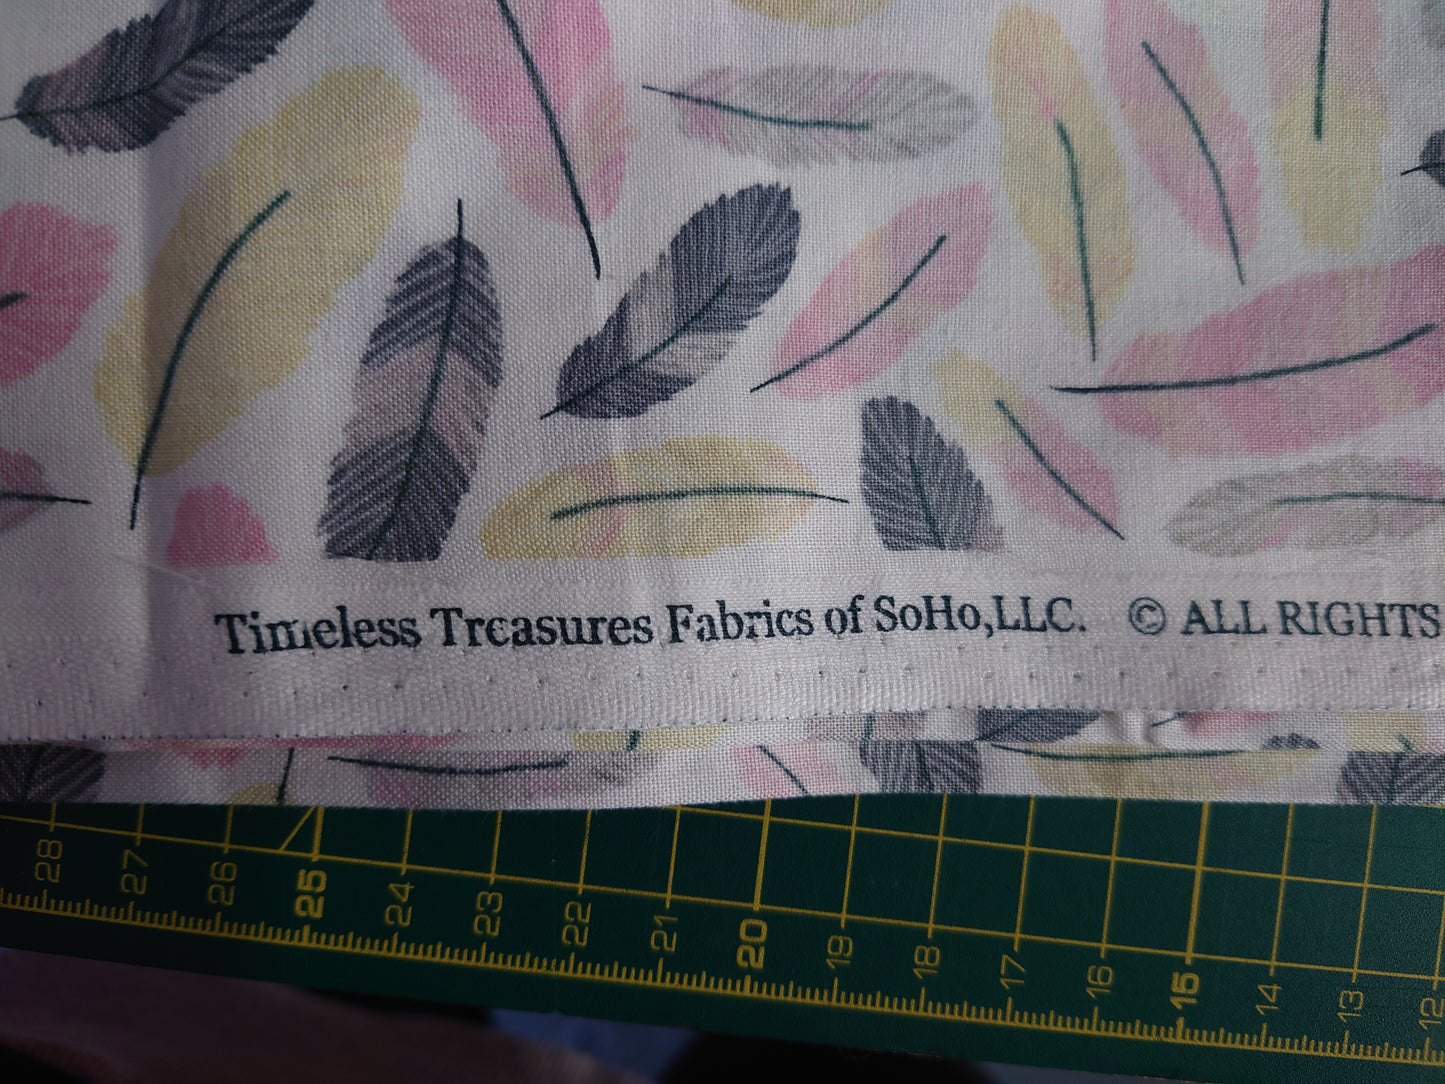 Timeless Treasures Fabrics of SoHo,LLC. © ALL RIGHTS
28 27 26 25 24 23 22 21 20 19 18 17 16 15 14 13 12